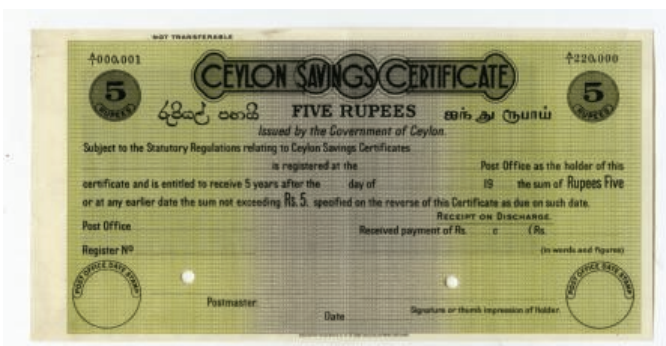 NOT TRANSFERABLE
A/1 000,001 A/1 220,000
CEYLON SAVINGS CERTIFICATE
5 RUPEES 5 RUPEES
රුපියල් පහයි FIVE RUPEES ஐந்து ரூபாய்
Issued by the Government of Ceylon.
Subject to the Statutory Regulations relating to Ceylon Savings Certificates
is registered at the Post Office as the holder of this
certificate and is entitled to receive 5 years after the day of 19 the sum of Rupees Five
or at any earlier date the sum not exceeding Rs. 5. specified on the reverse of this Certificate as due on such date.
RECEIPT ON DISCHARGE.
Post Office Received payment of Rs. c (Rs.
Register Nº (in words and figures)
POST OFFICE DATE STAMP POST OFFICE DATE STAMP
Postmaster. Signature or thumb impression of Holder.
Date